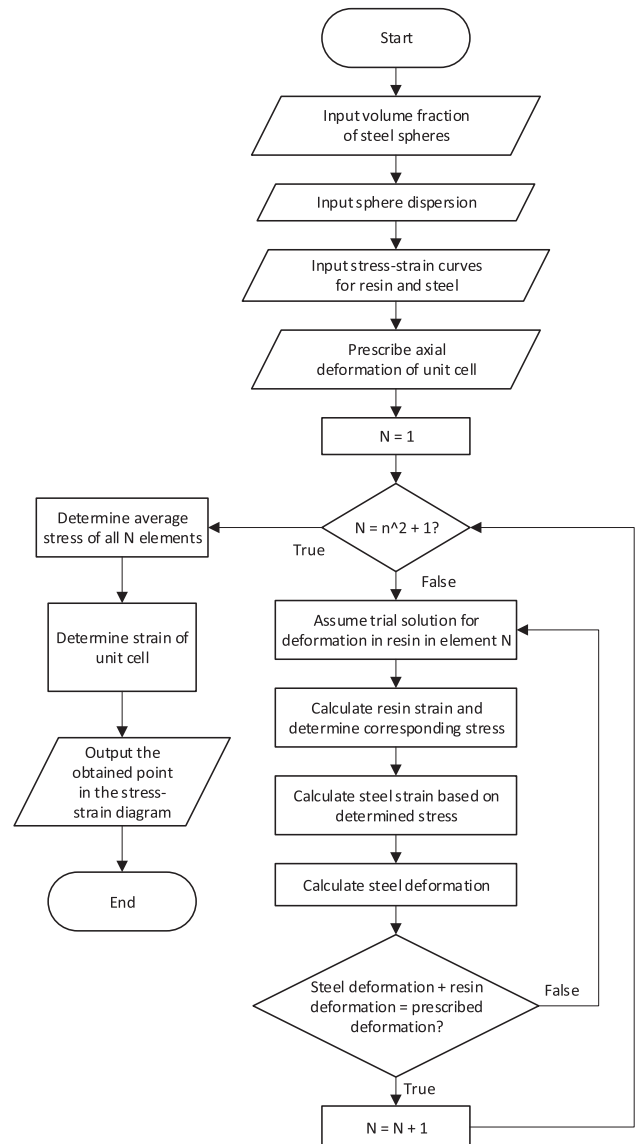 Start
Input volume fraction
of steel spheres
Input sphere dispersion
Input stress-strain curves
for resin and steel
Prescribe axial
deformation of unit cell
N = 1
N = n^2 + 1?
True
False
Determine average
stress of all N elements
Determine strain of
unit cell
Output the
obtained point
in the stress-
strain diagram
End
Assume trial solution for
deformation in resin in element N
Calculate resin strain and
determine corresponding stress
Calculate steel strain based on
determined stress
Calculate steel deformation
Steel deformation + resin
deformation = prescribed
deformation?
False
True
N = N + 1